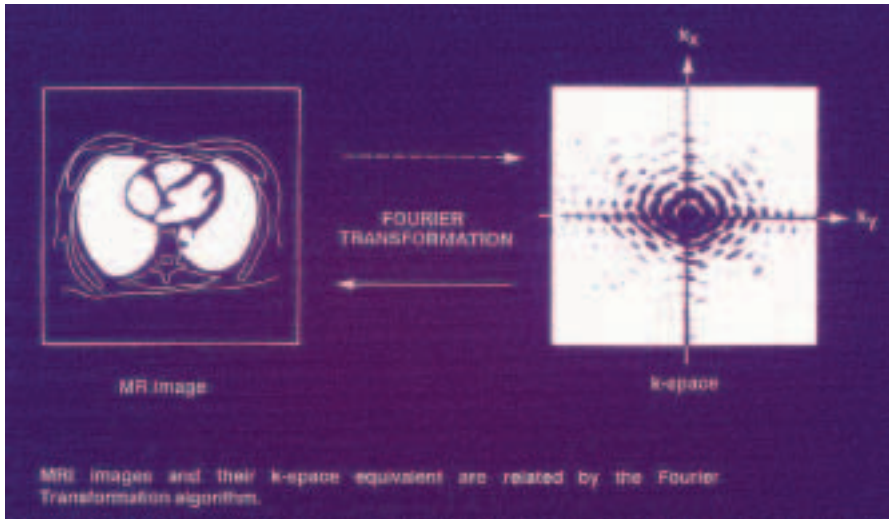 kx
FOURIER
TRANSFORMATION
ky
MR image
k-space
MRI images and their k-space equivalent are related by the Fourier
Transformation algorithm.